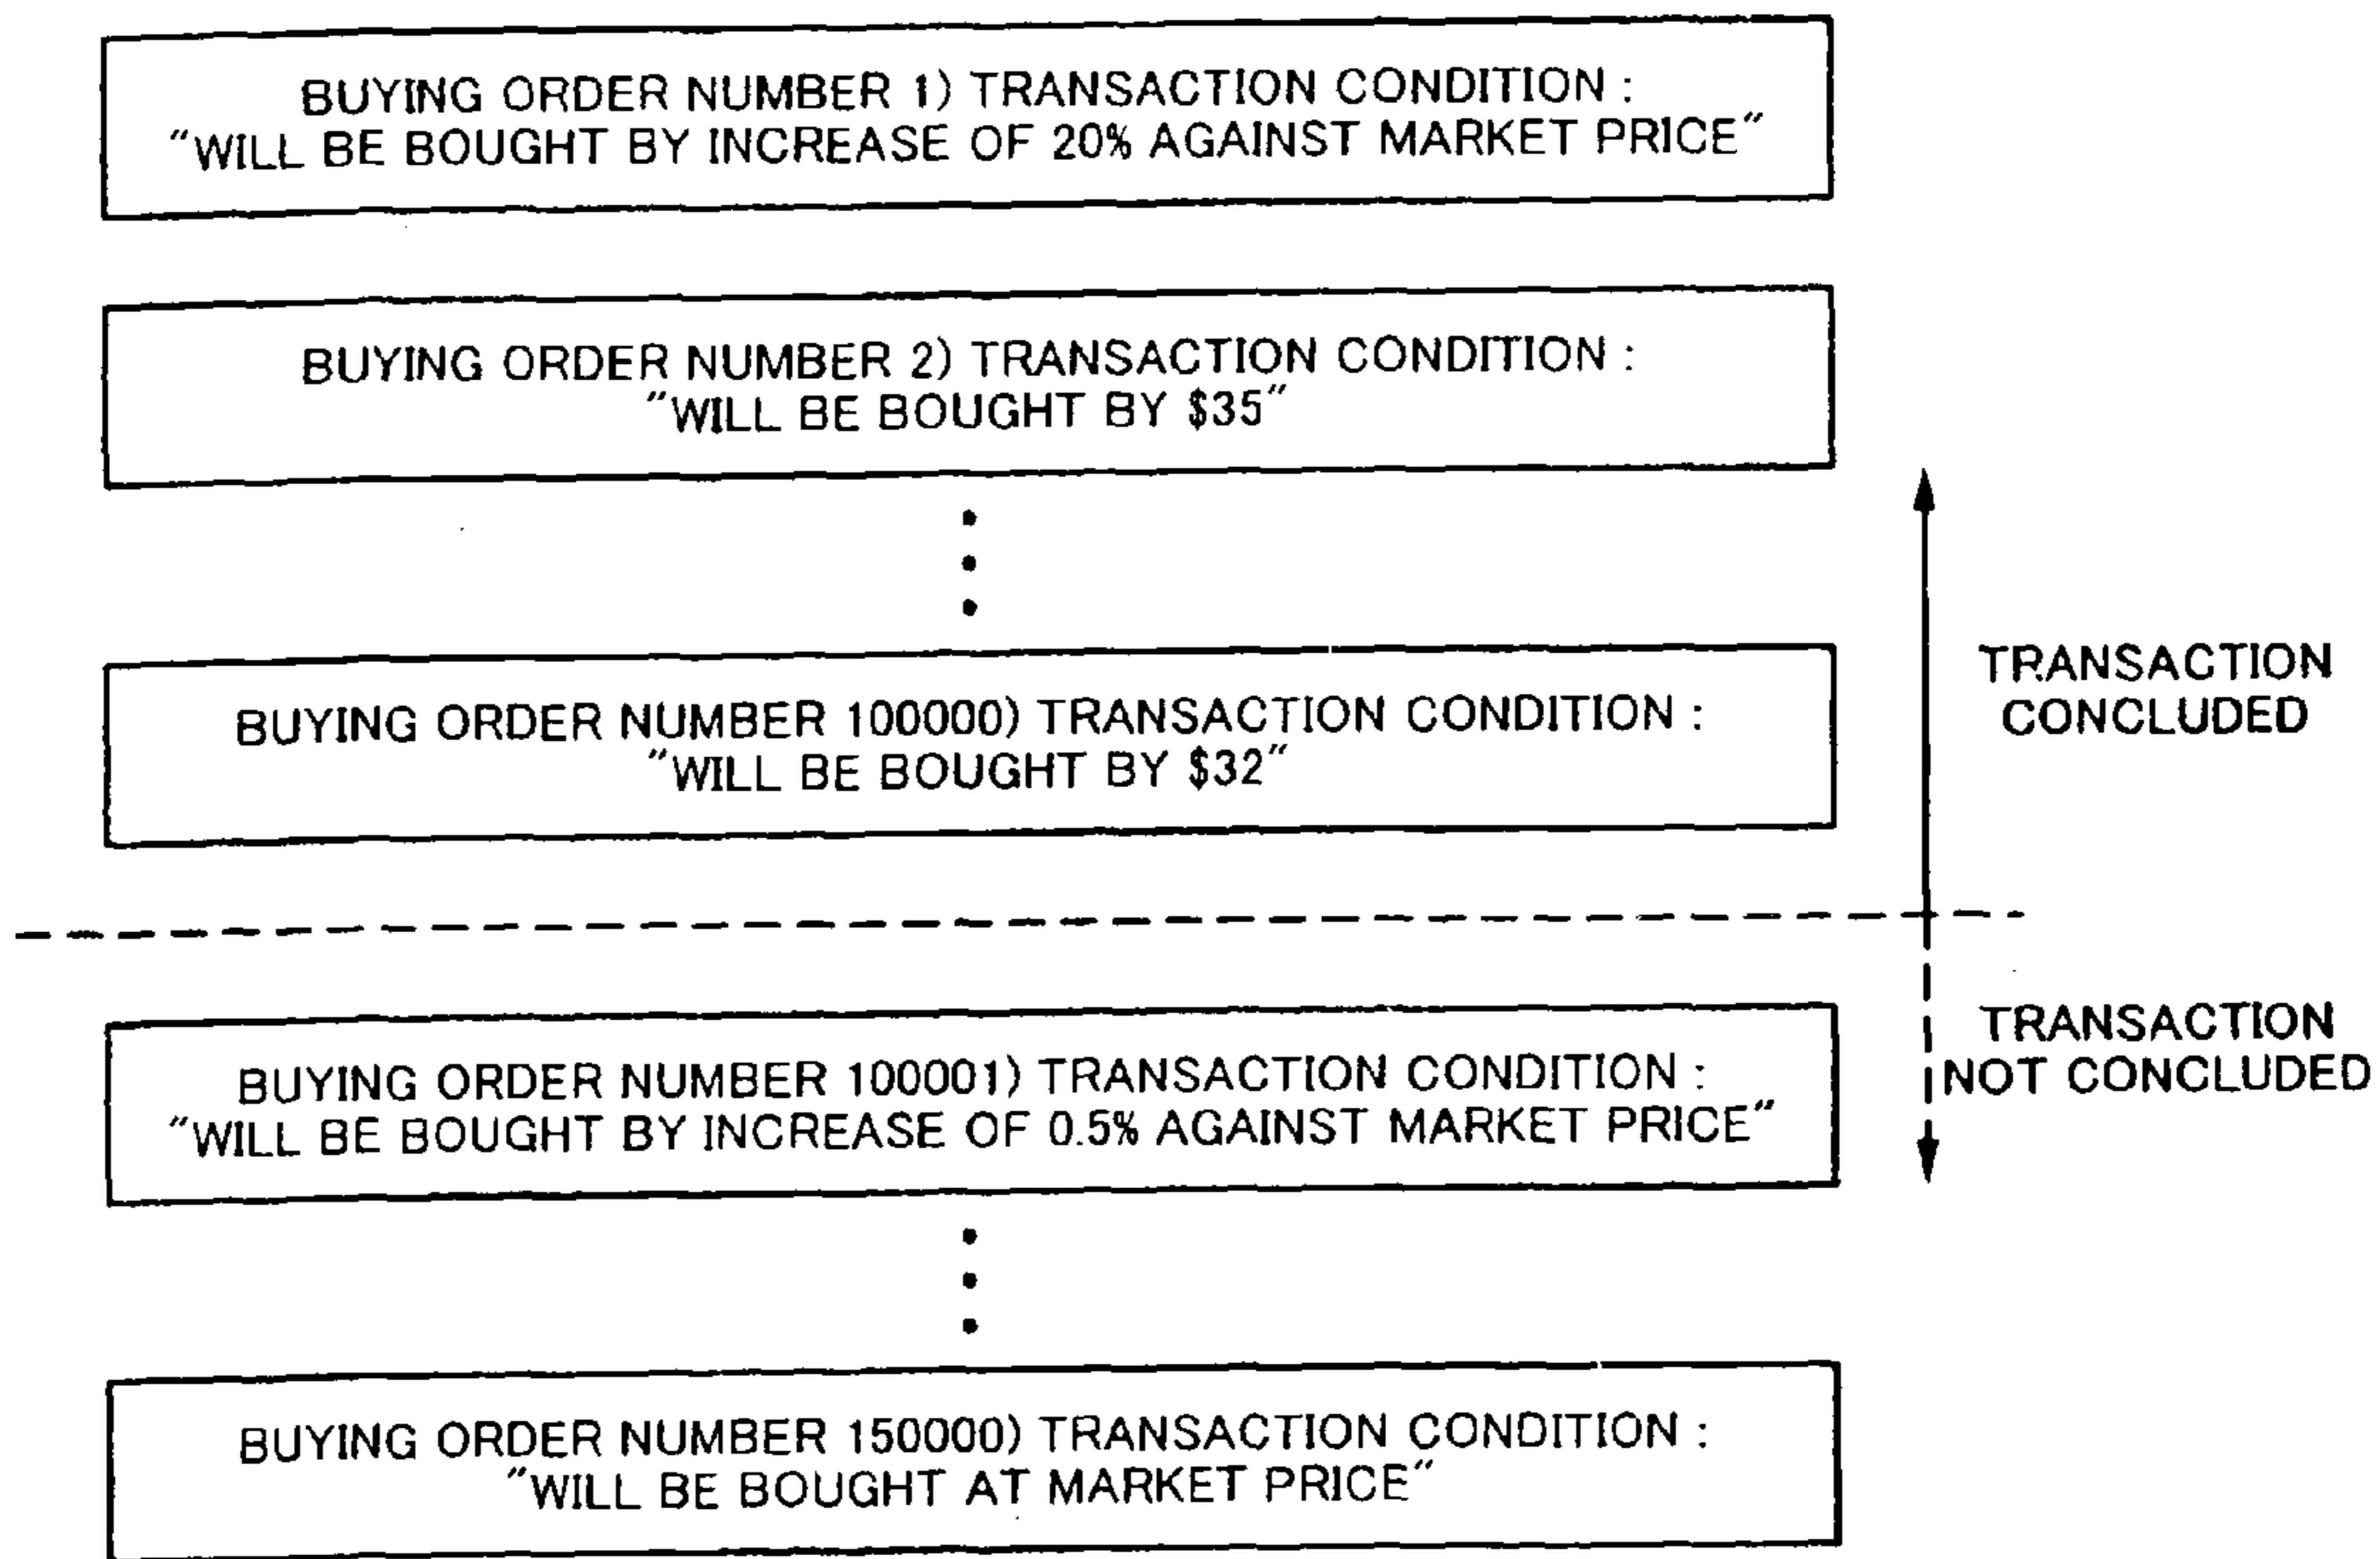 BUYING ORDER NUMBER 1) TRANSACTION CONDITION :
"WILL BE BOUGHT BY INCREASE OF 20% AGAINST MARKET PRICE"
BUYING ORDER NUMBER 2) TRANSACTION CONDITION :
"WILL BE BOUGHT BY $35"
BUYING ORDER NUMBER 100000) TRANSACTION CONDITION :
"WILL BE BOUGHT BY $32"
TRANSACTION
CONCLUDED
BUYING ORDER NUMBER 100001) TRANSACTION CONDITION :
"WILL BE BOUGHT BY INCREASE OF 0.5% AGAINST MARKET PRICE"
TRANSACTION
NOT CONCLUDED
BUYING ORDER NUMBER 150000) TRANSACTION CONDITION :
"WILL BE BOUGHT AT MARKET PRICE"